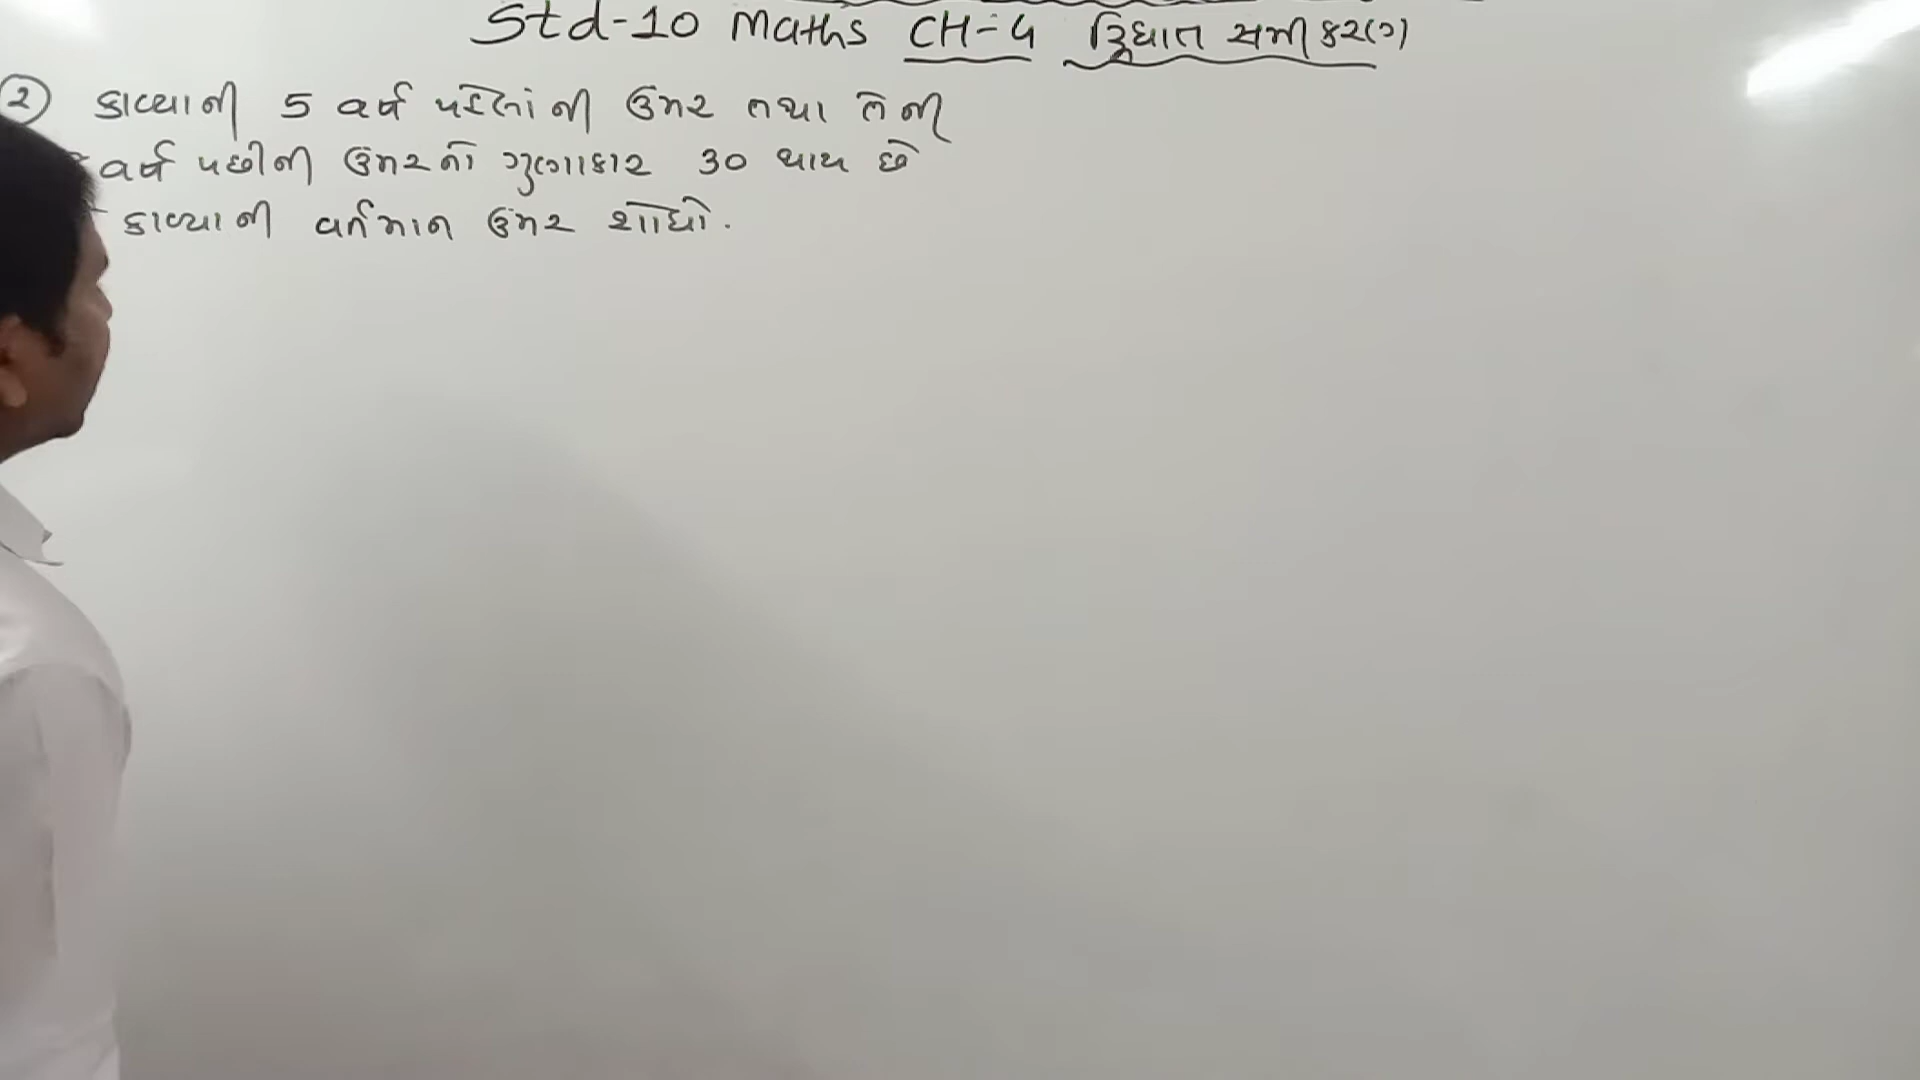 Std-10 Maths CH-4 દ્વિઘાત સમીકરણ
(૨) કાવ્યાની 5 વર્ષ પહેલાંની ઉંમર તથા તેની
વર્ષ પછીની ઉંમરનો ગુણાકાર 30 થાય છે
કાવ્યાની વર્તમાન ઉંમર શોધો.